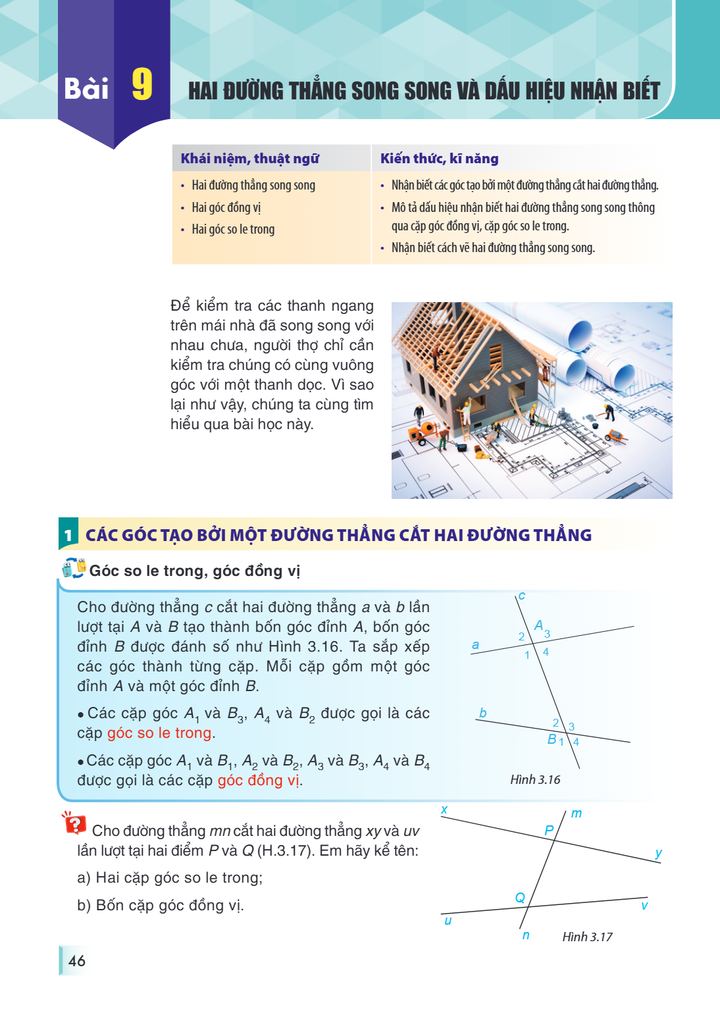 Bài 9
HAI ĐƯỜNG THẲNG SONG SONG VÀ DẤU HIỆU NHẬN BIẾT
Khái niệm, thuật ngữ
• Hai đường thẳng song song
• Hai góc đồng vị
• Hai góc so le trong
Kiến thức, kĩ năng
• Nhận biết các góc tạo bởi một đường thẳng cắt hai đường thẳng.
• Mô tả dấu hiệu nhận biết hai đường thẳng song song thông
qua cặp góc đồng vị, cặp góc so le trong.
• Nhận biết cách vẽ hai đường thẳng song song.
Để kiểm tra các thanh ngang
trên mái nhà đã song song với
nhau chưa, người thợ chỉ cần
kiểm tra chúng có cùng vuông
góc với một thanh dọc. Vì sao
lại như vậy, chúng ta cùng tìm
hiểu qua bài học này.
1 CÁC GÓC TẠO BỞI MỘT ĐƯỜNG THẲNG CẮT HAI ĐƯỜNG THẲNG
Góc so le trong, góc đồng vị
Cho đường thẳng c cắt hai đường thẳng a và b lần
lượt tại A và B tạo thành bốn góc đỉnh A, bốn góc
đỉnh B được đánh số như Hình 3.16. Ta sắp xếp
các góc thành từng cặp. Mỗi cặp gồm một góc
đỉnh A và một góc đỉnh B.
• Các cặp góc A1 và B3, A4 và B2 được gọi là các
cặp góc so le trong.
• Các cặp góc A1 và B1, A2 và B2, A3 và B3, A4 và B4
được gọi là các cặp góc đồng vị.
c
A
2 3
a
1 4
b
2 3
B 1 4
Hình 3.16
? Cho đường thẳng mn cắt hai đường thẳng xy và uv
lần lượt tại hai điểm P và Q (H.3.17). Em hãy kể tên:
a) Hai cặp góc so le trong;
b) Bốn cặp góc đồng vị.
x
m
P
y
Q
v
u
n
Hình 3.17
46